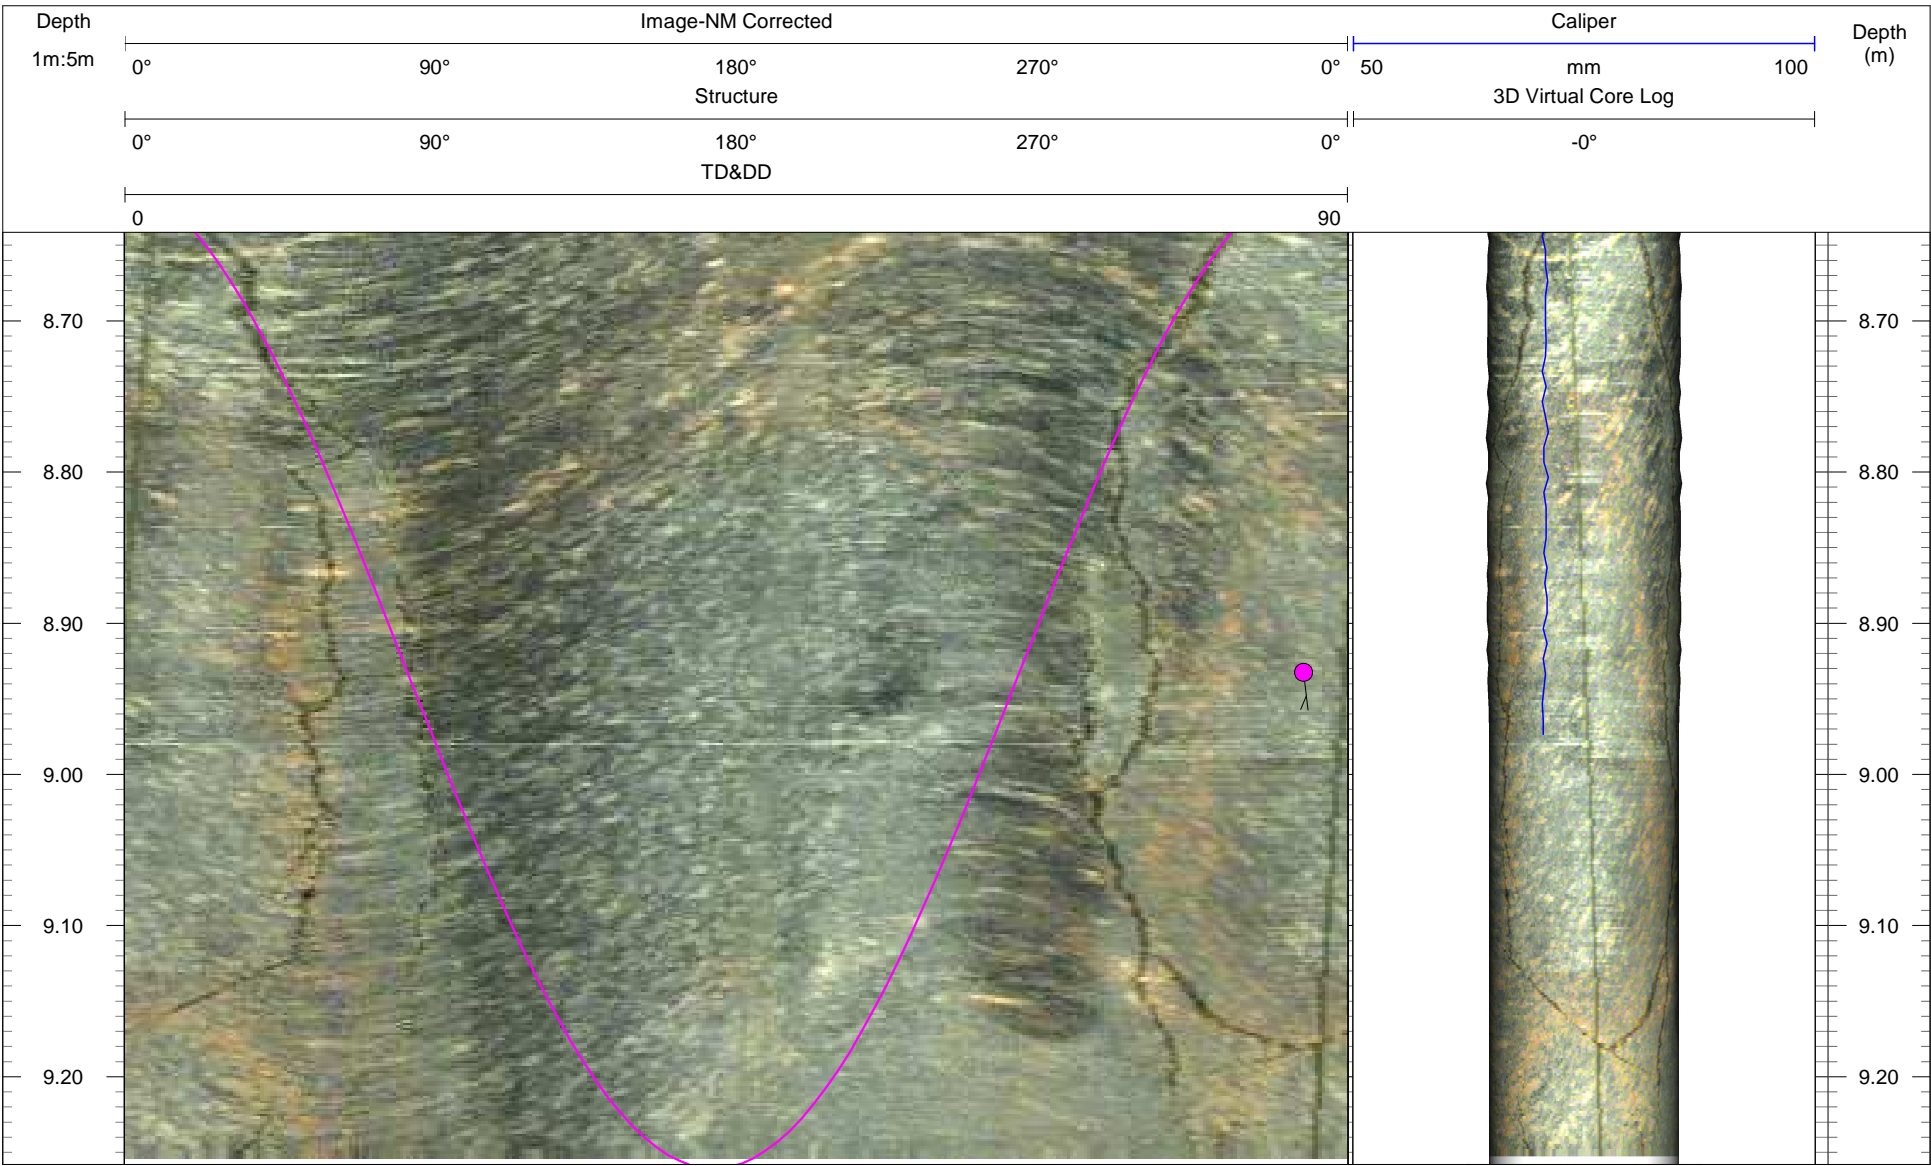 Depth Image-NM Corrected Caliper Depth
1m:5m 50 mm 100 (m)
0° 90° 180° 270° 0°
Structure 3D Virtual Core Log
0° 90° 180° 270° 0° -0°
TD&DD
0 90
8.70 8.70
8.80 8.80
8.90 8.90
9.00 9.00
9.10 9.10
9.20 9.20